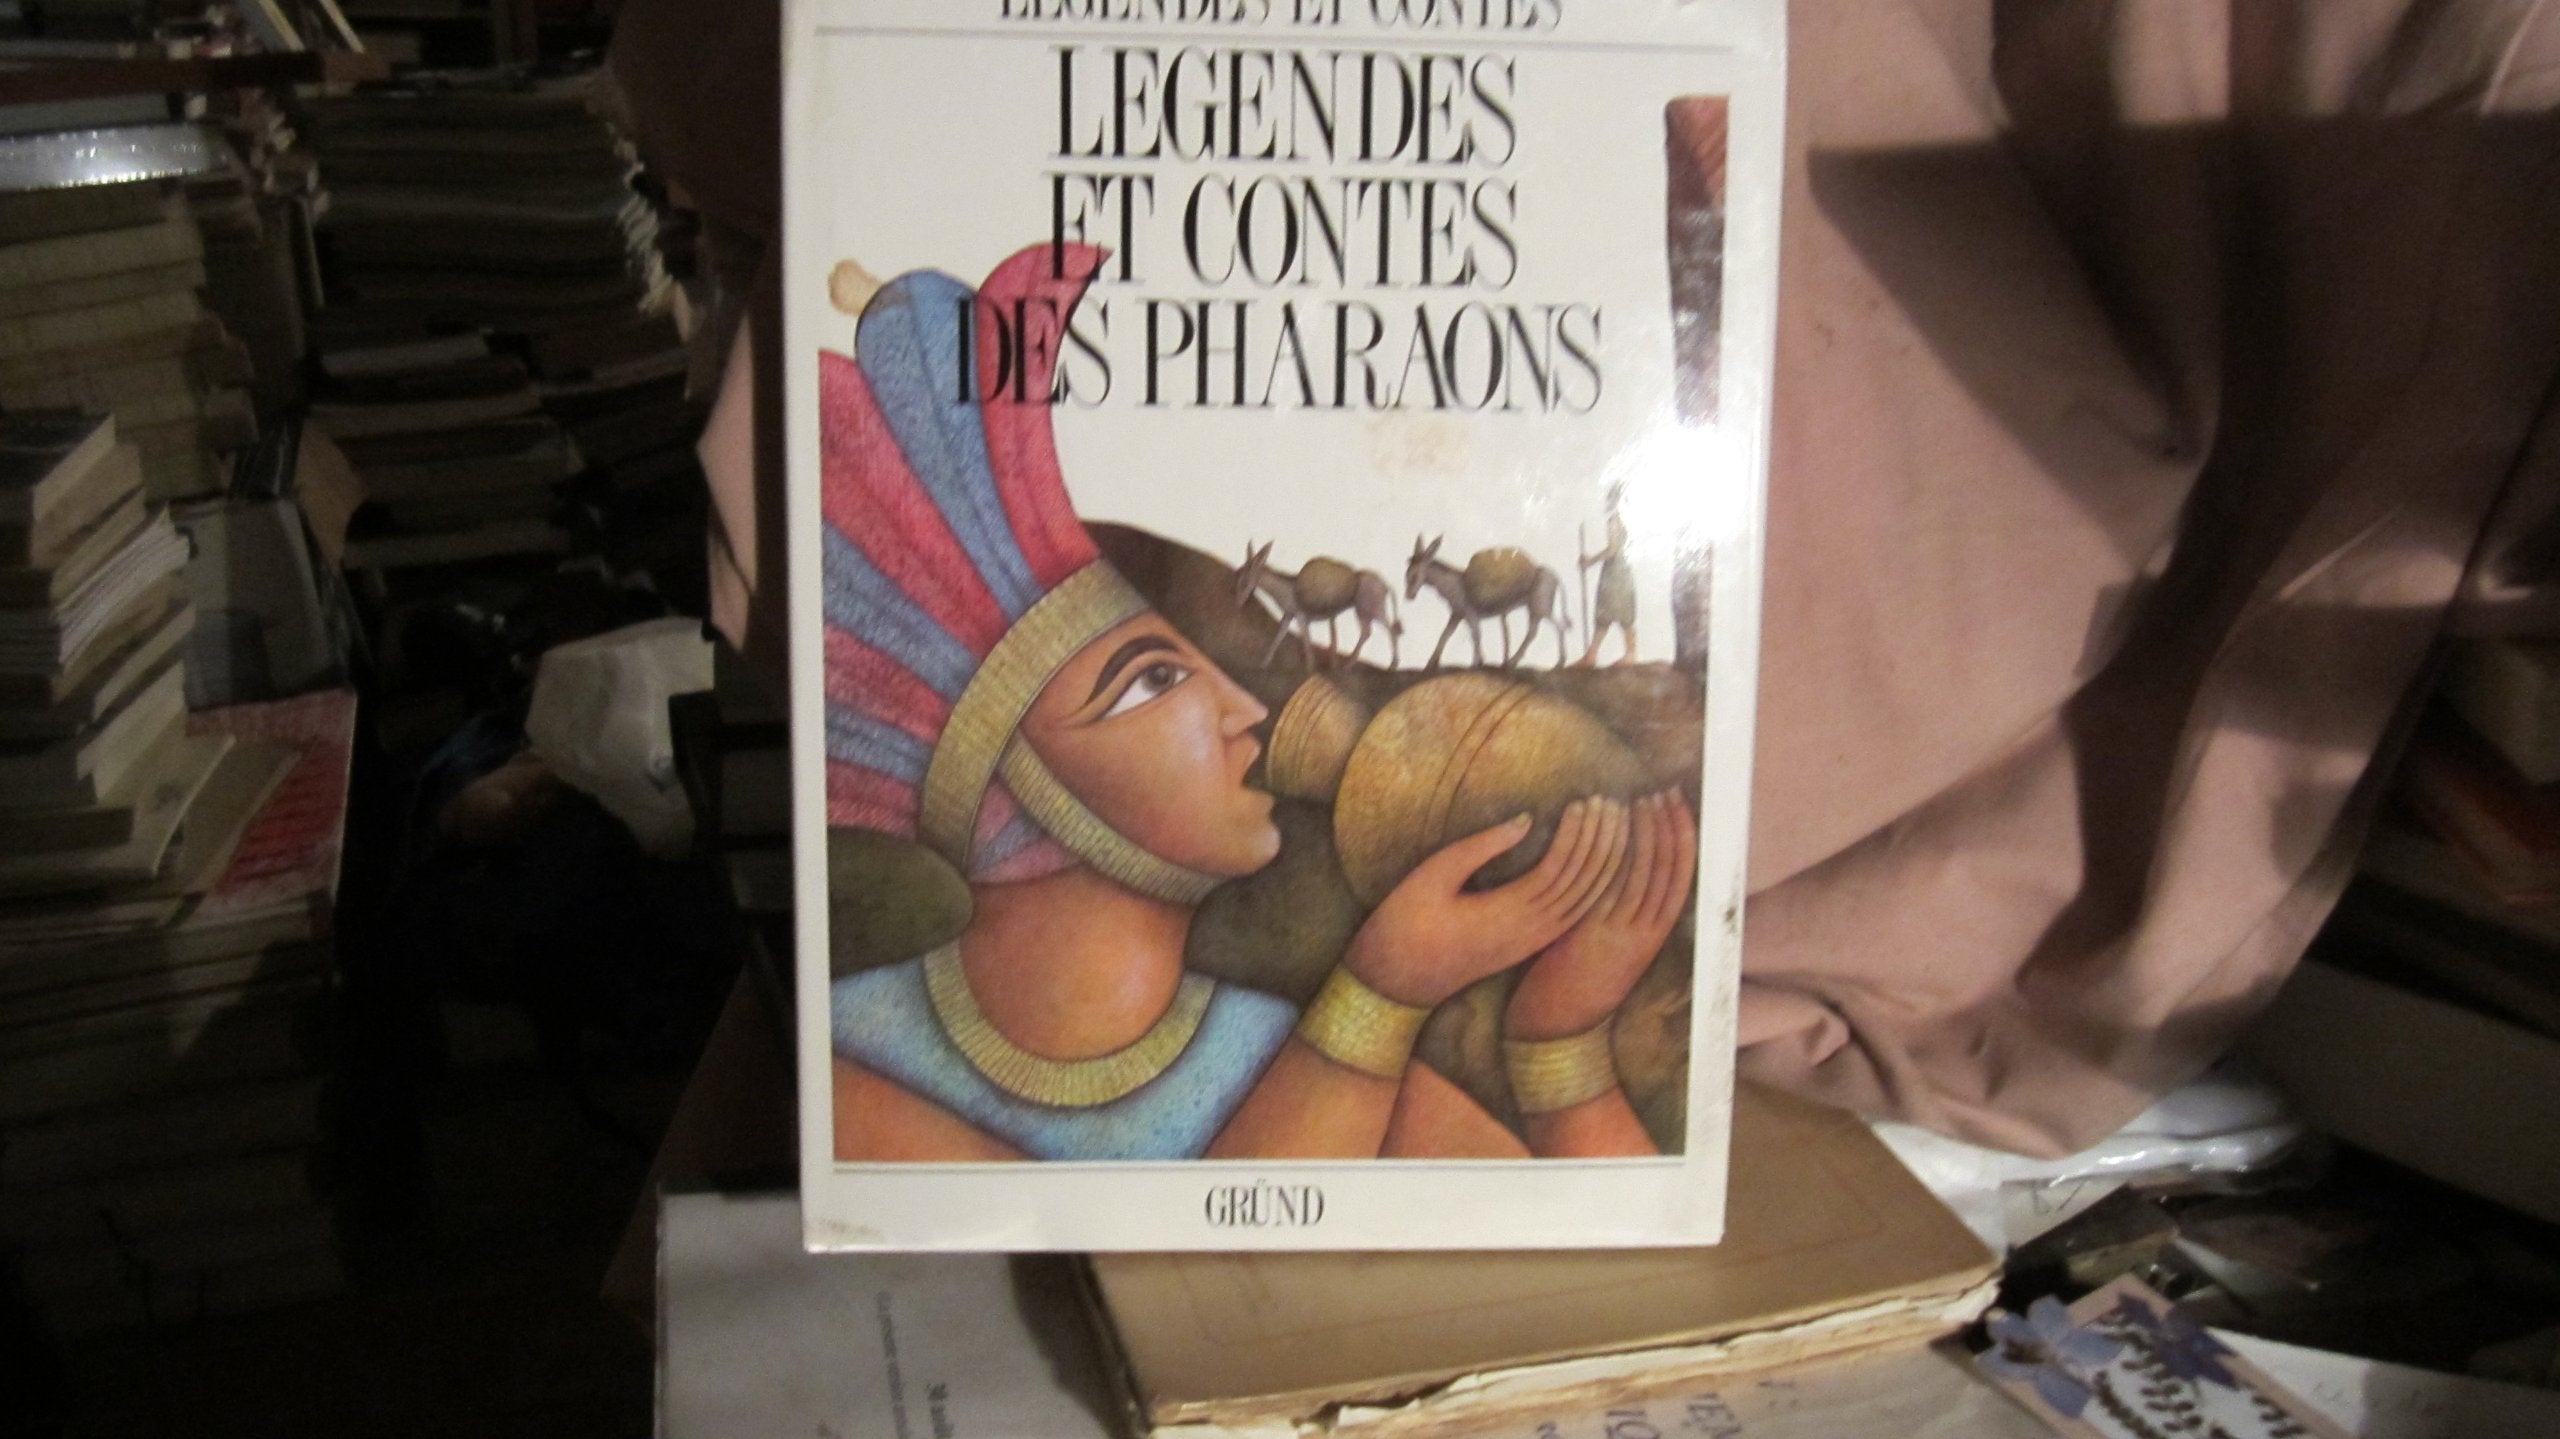 LEGENDES ET CONTES
LEGENDES
ET CONTES
DES PHARAONS
GRÜND